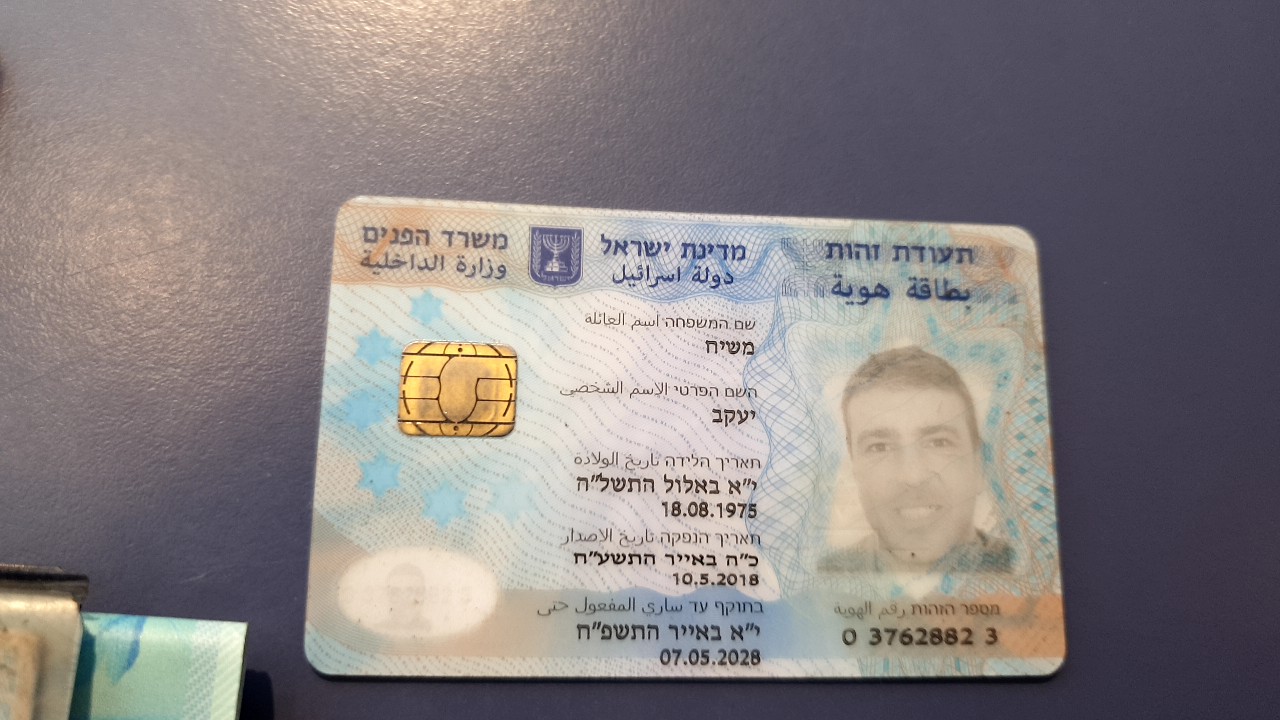 תעודת זהות
بطاقة هوية
מדינת ישראל
دولة اسرائيل
משרד הפנים
وزارة الداخلية
שם המשפחה اسم العائلة
משיח
השם הפרטי الاسم الشخصي
יעקב
תאריך הלידה تاريخ الولادة
י"א באלול התשל"ה
18.08.1975
תאריך הנפקה تاريخ الاصدار
כ"ה באייר התשע"ח
10.5.2018
בתוקף עד ساري المفعول حتى
י"א באייר התשפ"ח
07.05.2028
מספר הזהות رقم الهوية
0 3762882 3